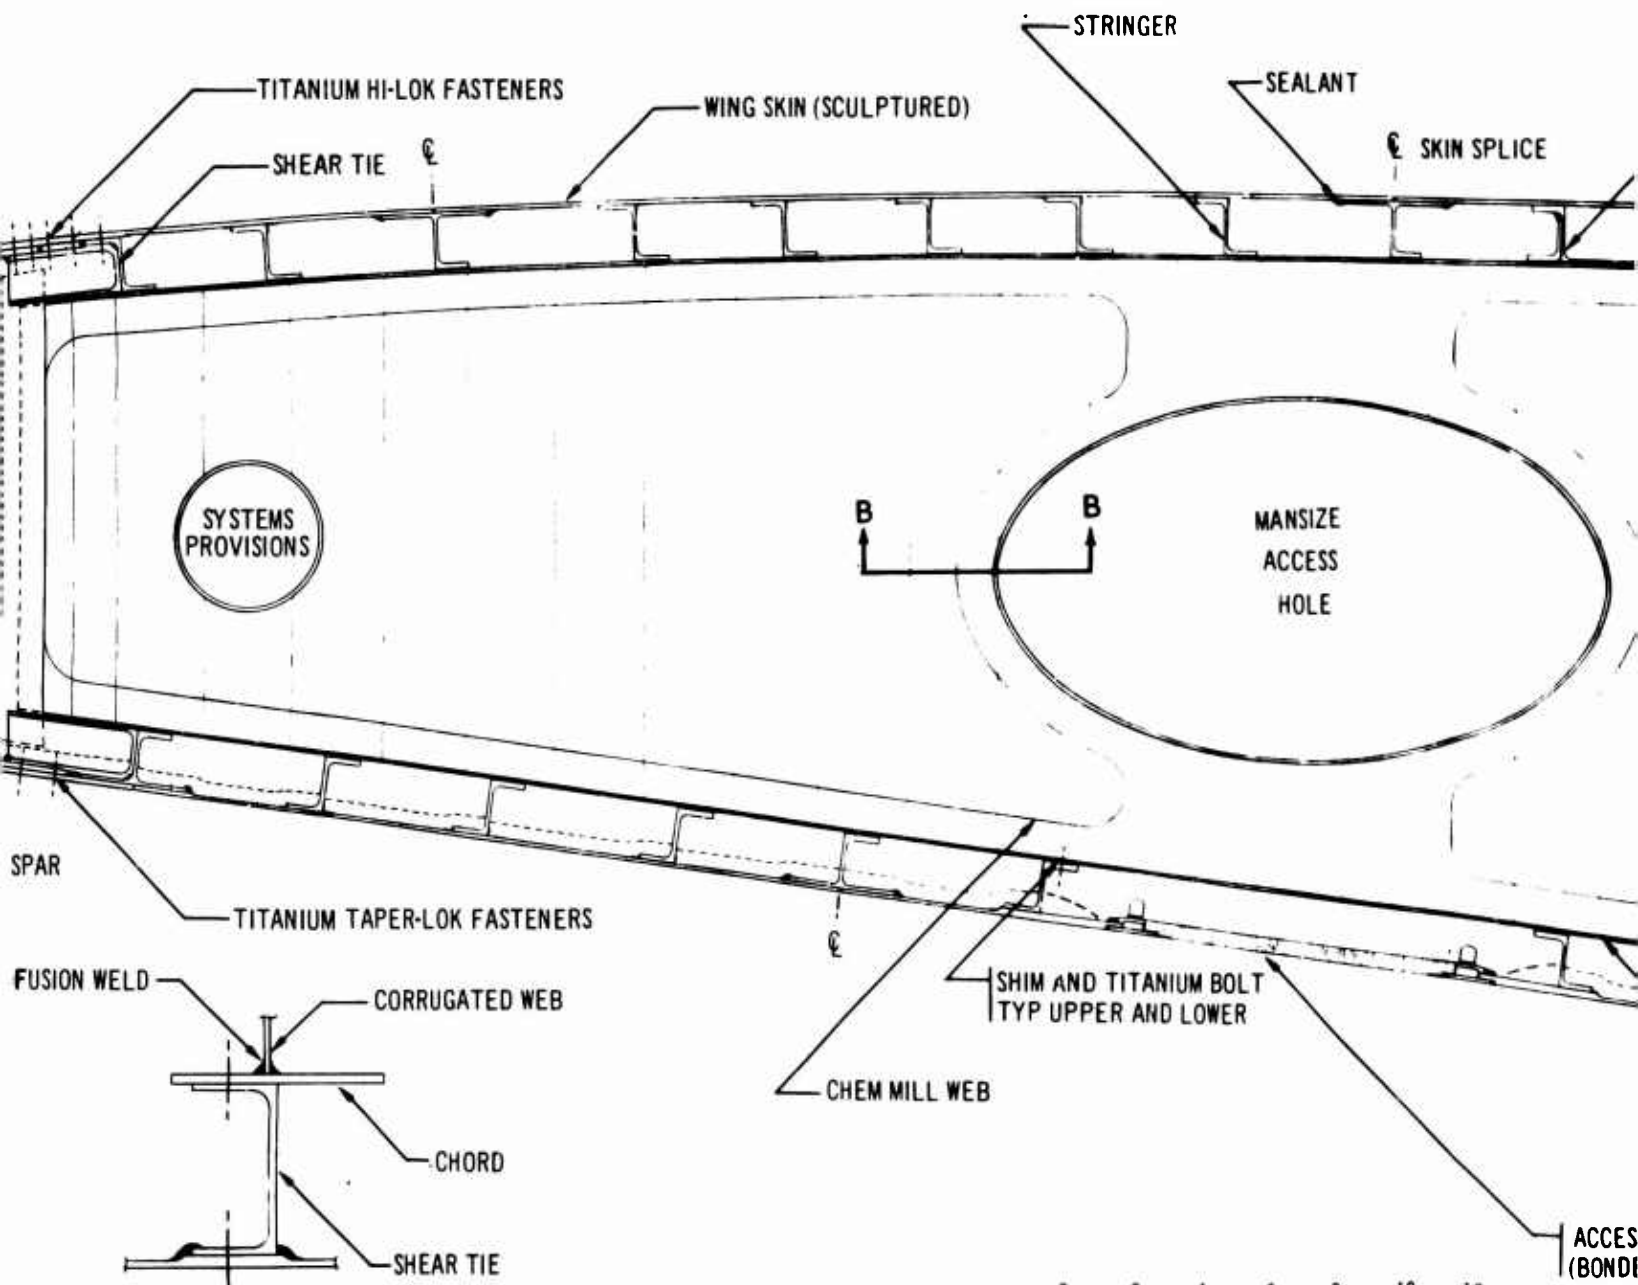 STRINGER
TITANIUM HI-LOK FASTENERS
SEALANT
WING SKIN (SCULPTURED)
℄
℄ SKIN SPLICE
SHEAR TIE
B
B
SYSTEMS
PROVISIONS
MANSIZE
ACCESS
HOLE
SPAR
TITANIUM TAPER-LOK FASTENERS
℄
FUSION WELD
CORRUGATED WEB
SHIM AND TITANIUM BOLT
TYP UPPER AND LOWER
CHEM MILL WEB
CHORD
SHEAR TIE
ACCES
(BONDE